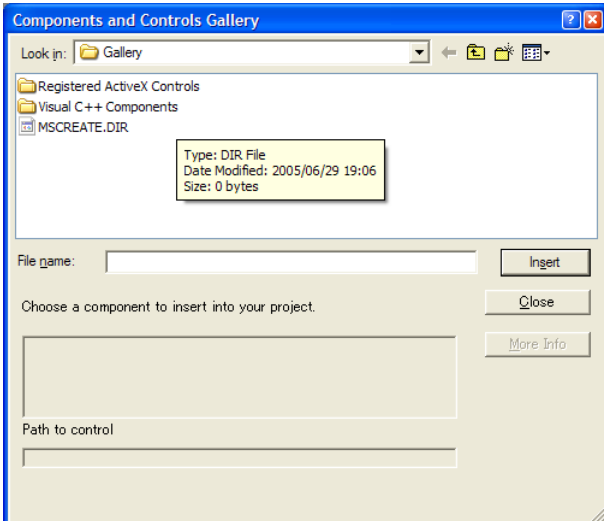 Components and Controls Gallery
Look in: Gallery
Registered ActiveX Controls
Visual C++ Components
MSCREATE.DIR
Type: DIR File
Date Modified: 2005/06/29 19:06
Size: 0 bytes
File name:
Insert
Choose a component to insert into your project.
Close
More Info
Path to control